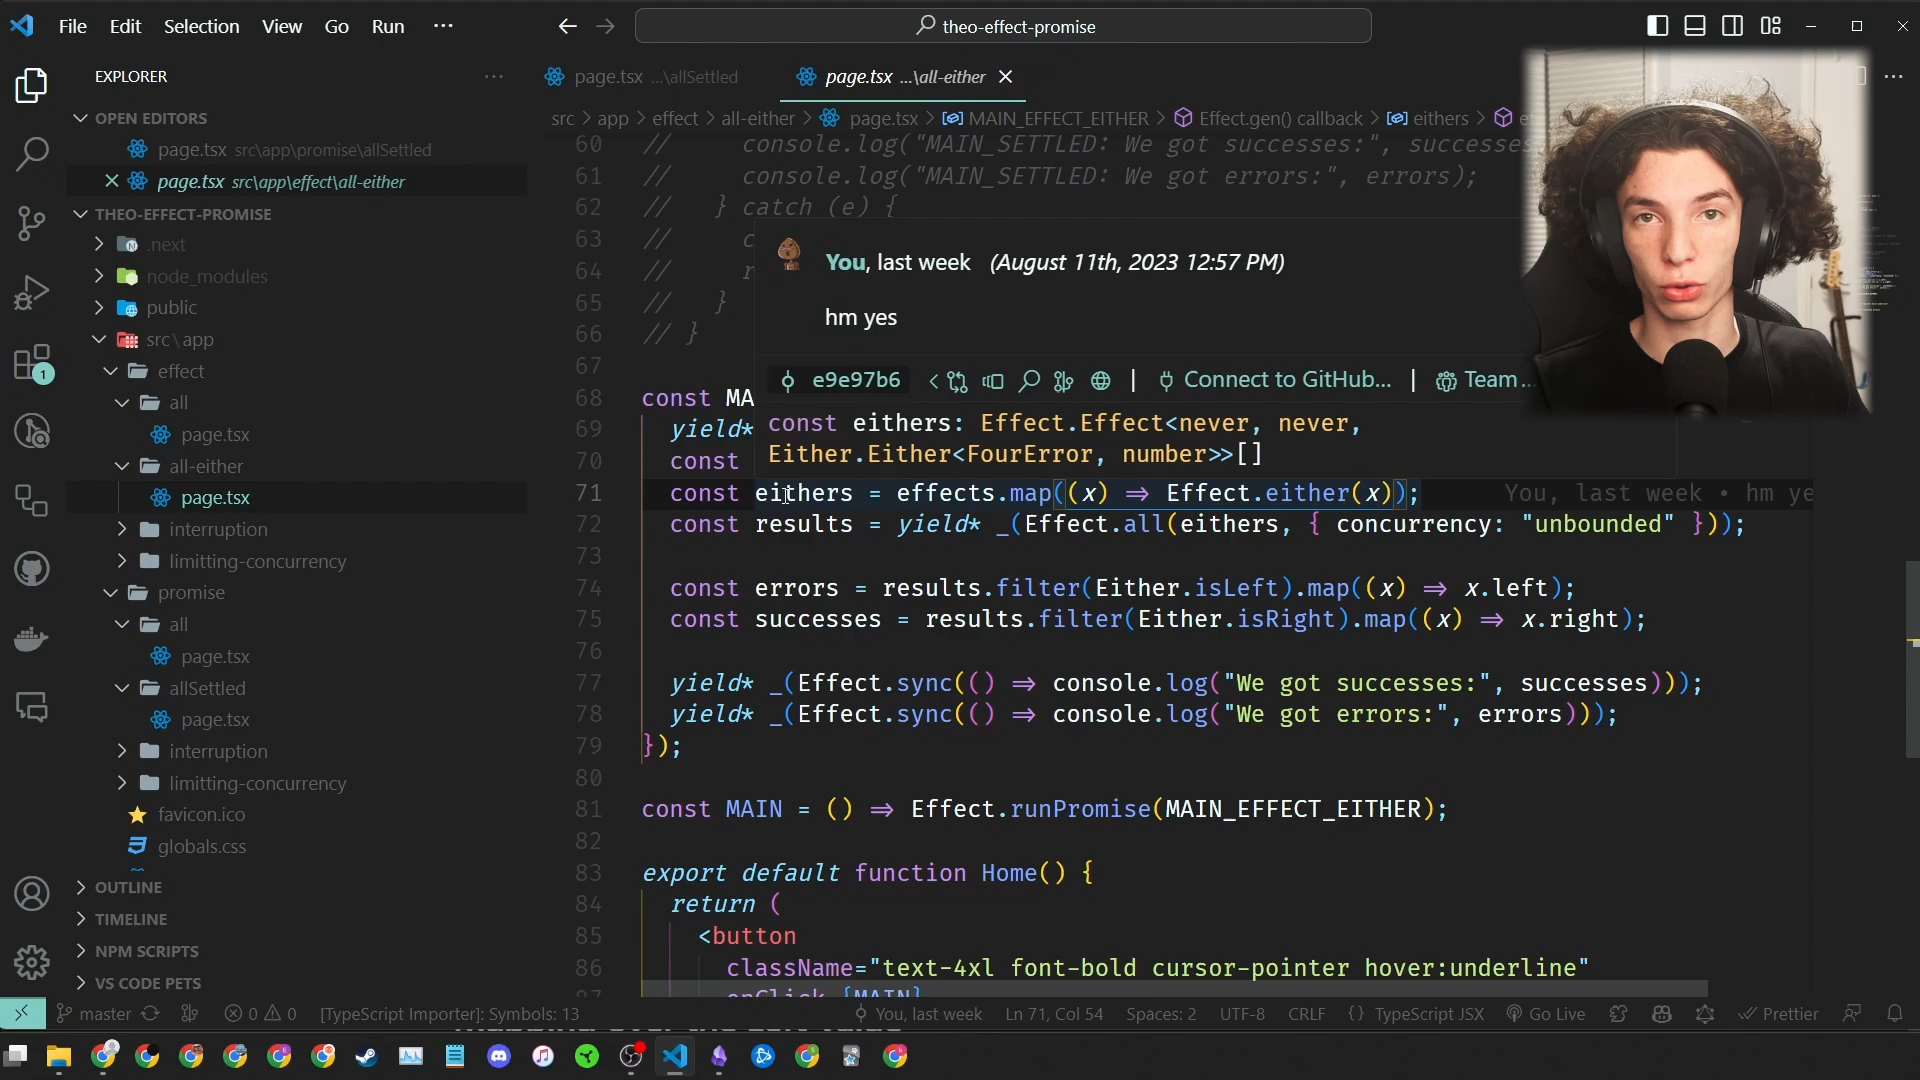 File Edit Selection View Go Run ···
theo-effect-promise
EXPLORER
OPEN EDITORS
page.tsx src\app\promise\allSettled
page.tsx src\app\effect\all-either
THEO-EFFECT-PROMISE
.next
node_modules
public
src\app
effect
all
page.tsx
all-either
page.tsx
interruption
limitting-concurrency
promise
all
page.tsx
allSettled
page.tsx
interruption
limitting-concurrency
favicon.ico
globals.css
OUTLINE
TIMELINE
NPM SCRIPTS
VS CODE PETS
1
page.tsx ...\allSettled
page.tsx ...\all-either
src > app > effect > all-either > page.tsx > MAIN_EFFECT_EITHER > Effect.gen() callback > eithers >
60 // console.log("MAIN_SETTLED: We got successes:", successes
61 // console.log("MAIN_SETTLED: We got errors:", errors);
62 // } catch (e) {
63 // c
64 // r
65 // }
66 // }
67
You, last week (August 11th, 2023 12:57 PM)
hm yes
e9e97b6 | Connect to GitHub... | Team...
const eithers: Effect.Effect<never, never,
Either.Either<FourError, number>>[]
68 const MA
69 yield*
70 const
71 const eithers = effects.map((x) => Effect.either(x)); You, last week • hm ye
72 const results = yield* _(Effect.all(eithers, { concurrency: "unbounded" }));
73
74 const errors = results.filter(Either.isLeft).map((x) => x.left);
75 const successes = results.filter(Either.isRight).map((x) => x.right);
76
77 yield* _(Effect.sync(() => console.log("We got successes:", successes)));
78 yield* _(Effect.sync(() => console.log("We got errors:", errors)));
79 });
80
81 const MAIN = () => Effect.runPromise(MAIN_EFFECT_EITHER);
82
83 export default function Home() {
84 return (
85 <button
86 className="text-4xl font-bold cursor-pointer hover:underline"
87 onClick {MAIN}
master 0 0 [TypeScript Importer]: Symbols: 13 You, last week Ln 71, Col 54 Spaces: 2 UTF-8 CRLF {} TypeScript JSX Go Live Prettier